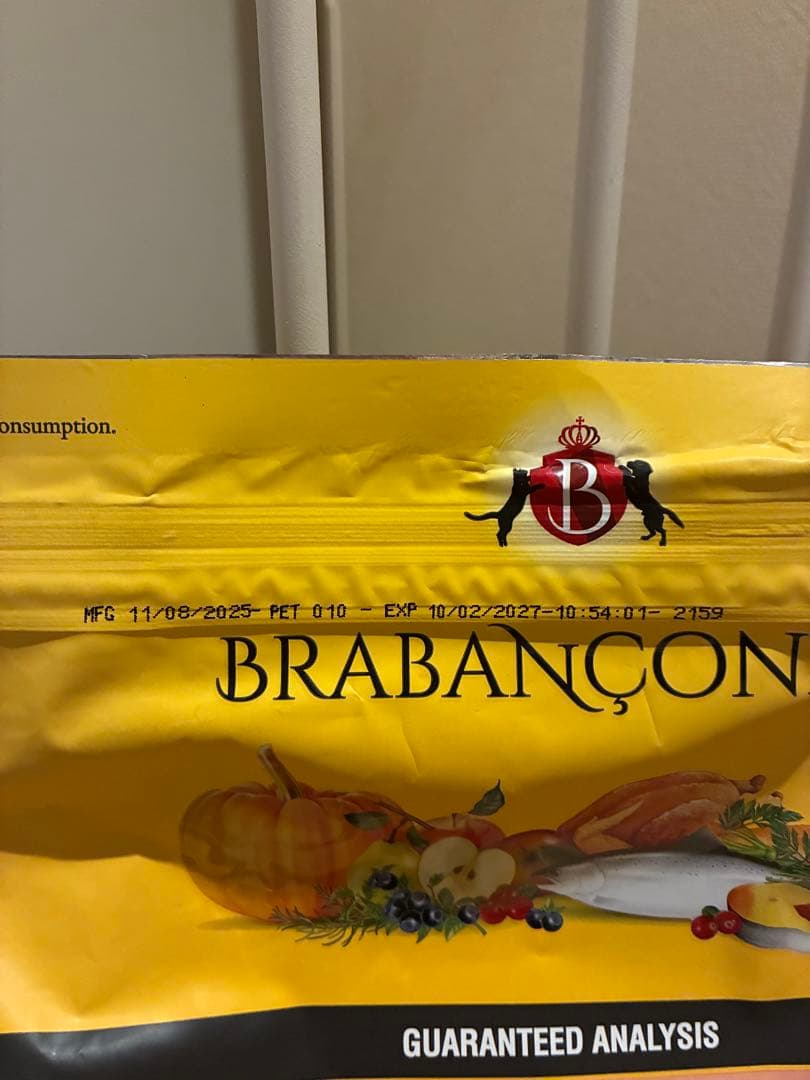 onsumption.
B
MFG 11/08/2025- PET 010 - EXP 10/02/2027-10:54:01- 2159
BRABANÇON
GUARANTEED ANALYSIS